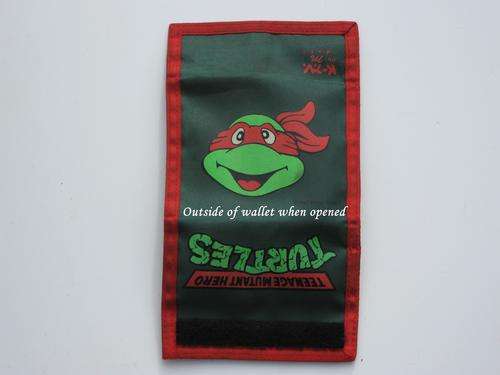 Outside of wallet when opened
TEENAGE MUTANT HERO
TURTLES